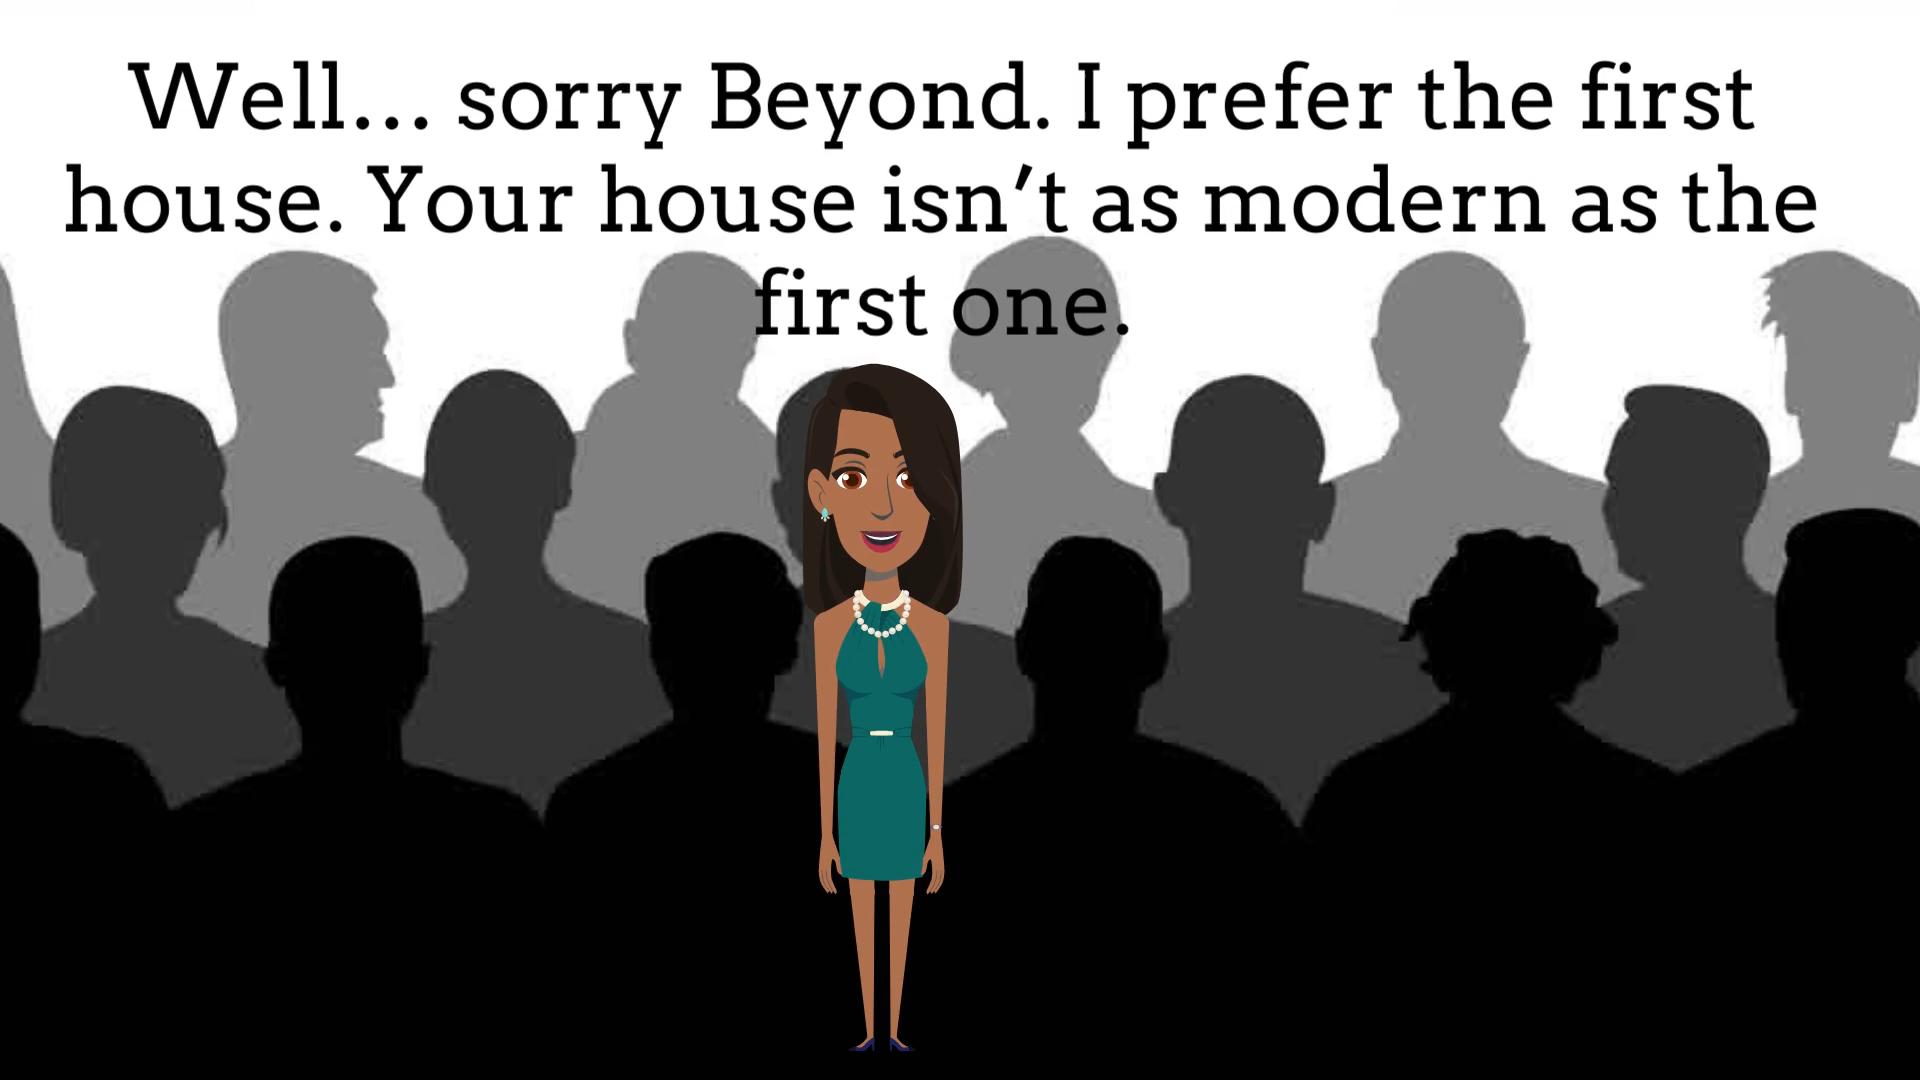 Well... sorry Beyond. I prefer the first
house. Your house isn’t as modern as the
first one.